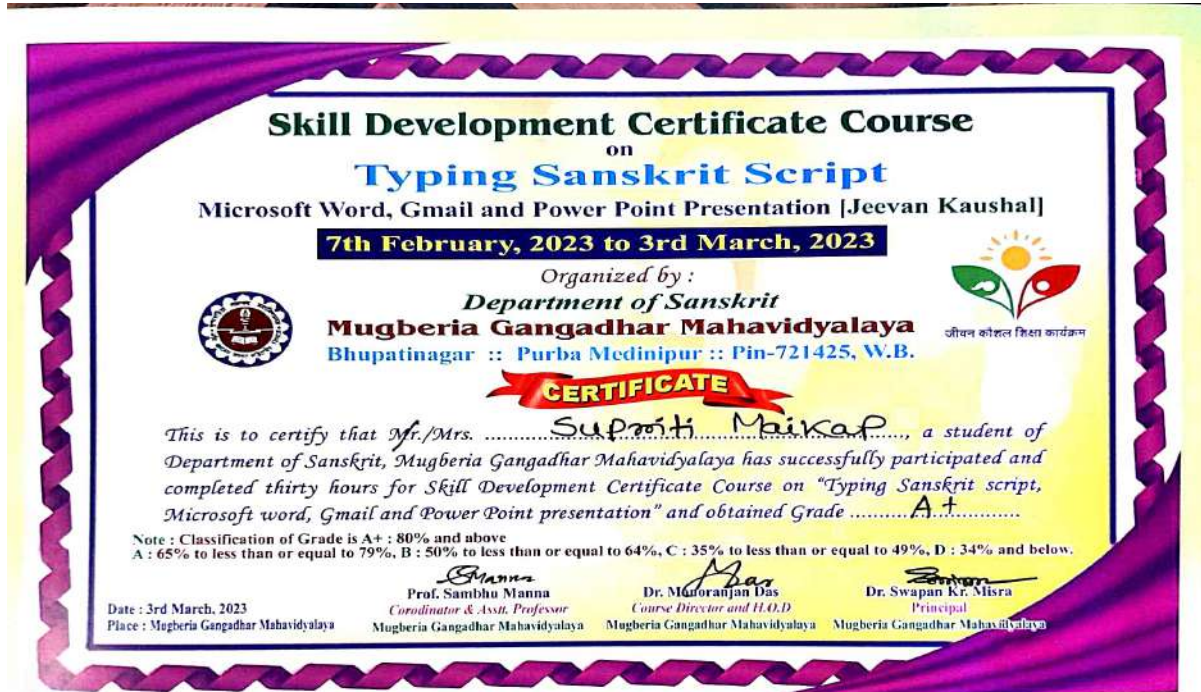 Skill Development Certificate Course
on
Typing Sanskrit Script
Microsoft Word, Gmail and Power Point Presentation [Jeevan Kaushal]
7th February, 2023 to 3rd March, 2023
Organized by :
Department of Sanskrit
Mugberia Gangadhar Mahavidyalaya
Bhupatinagar :: Purba Medinipur :: Pin-721425, W.B.
जीवन कौशल शिक्षा कार्यक्रम
CERTIFICATE
This is to certify that Mr./Mrs. ........Supriti Maikap........, a student of
Department of Sanskrit, Mugberia Gangadhar Mahavidyalaya has successfully participated and
completed thirty hours for Skill Development Certificate Course on "Typing Sanskrit script,
Microsoft word, Gmail and Power Point presentation" and obtained Grade ........A+........
Note : Classification of Grade is A+ : 80% and above
A : 65% to less than or equal to 79%, B : 50% to less than or equal to 64%, C : 35% to less than or equal to 49%, D : 34% and below.
SManna
Prof. Sambhu Manna
Corodinator & Asstt. Professor
Mugberia Gangadhar Mahavidyalaya
Dr. Manoranjan Das
Course Director and H.O.D
Mugberia Gangadhar Mahavidyalaya
Dr. Swapan Kr. Misra
Principal
Mugberia Gangadhar Mahavidyalaya
Date : 3rd March, 2023
Place : Mugberia Gangadhar Mahavidyalaya